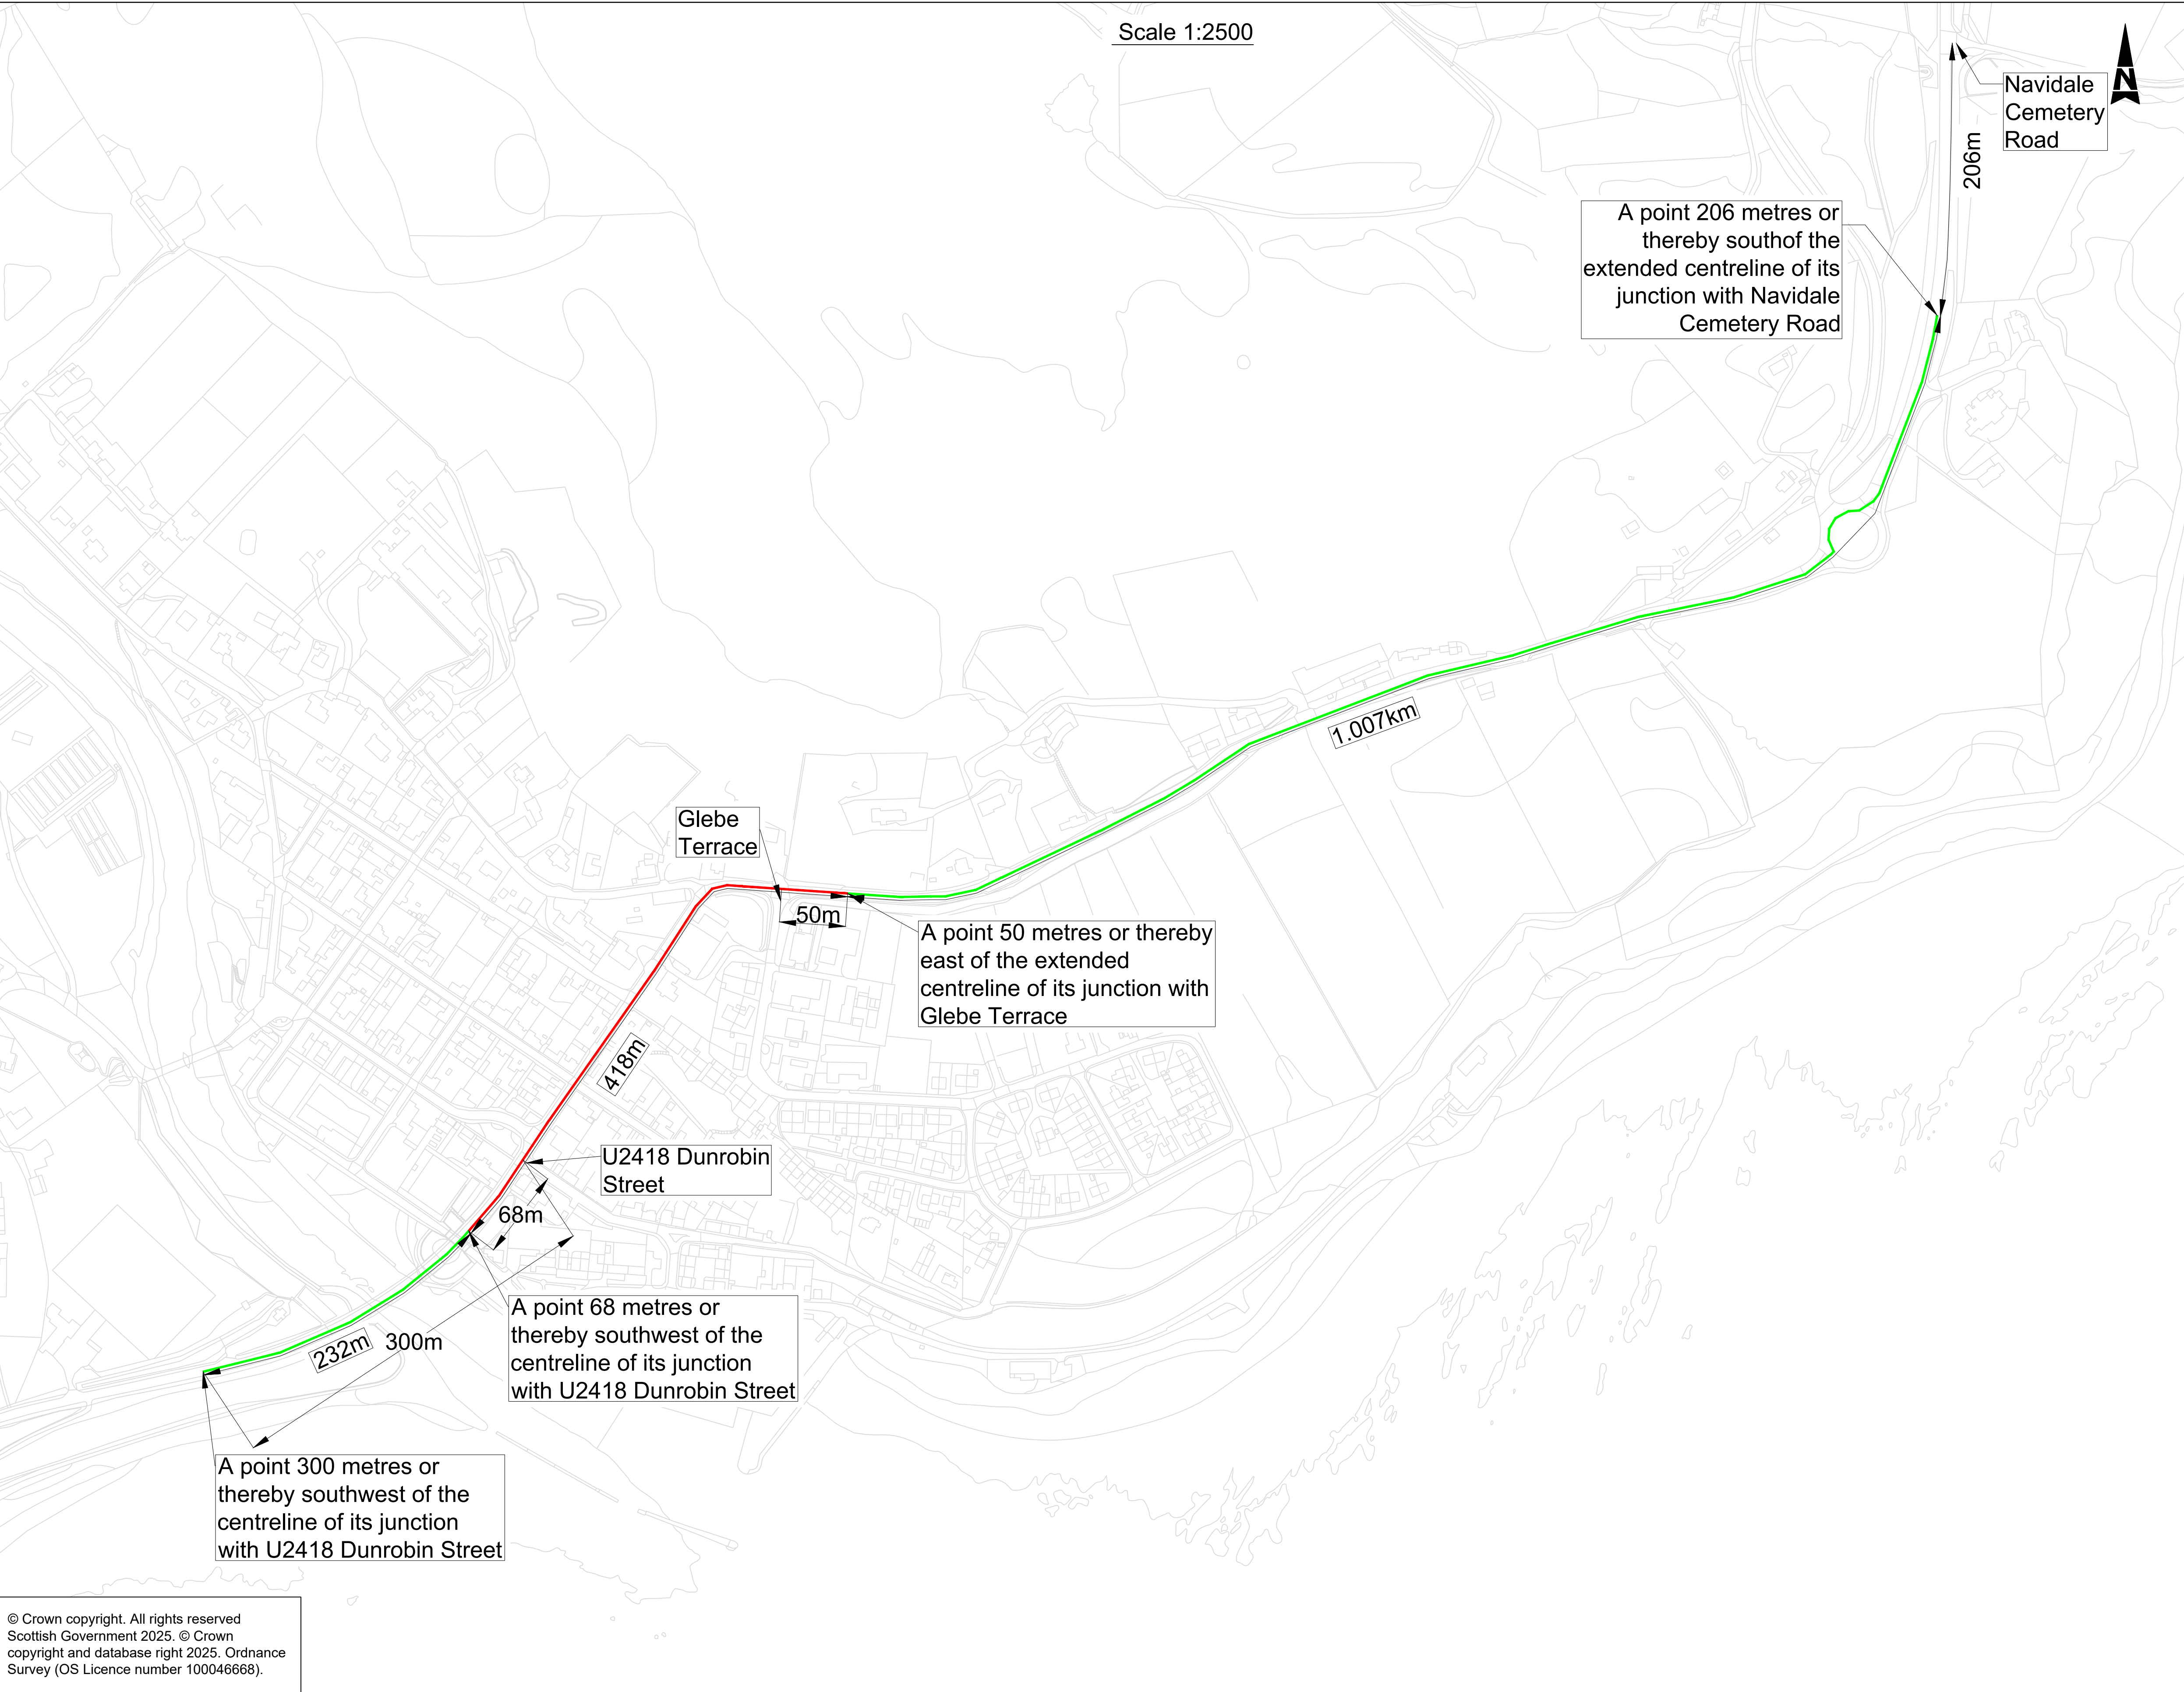 Scale 1:2500
N
Navidale
Cemetery
Road
206m
A point 206 metres or
thereby southof the
extended centreline of its
junction with Navidale
Cemetery Road
1.007km
Glebe
Terrace
50m
A point 50 metres or thereby
east of the extended
centreline of its junction with
Glebe Terrace
418m
U2418 Dunrobin
Street
68m
A point 68 metres or
thereby southwest of the
centreline of its junction
with U2418 Dunrobin Street
232m
300m
A point 300 metres or
thereby southwest of the
centreline of its junction
with U2418 Dunrobin Street
© Crown copyright. All rights reserved
Scottish Government 2025. © Crown
copyright and database right 2025. Ordnance
Survey (OS Licence number 100046668).